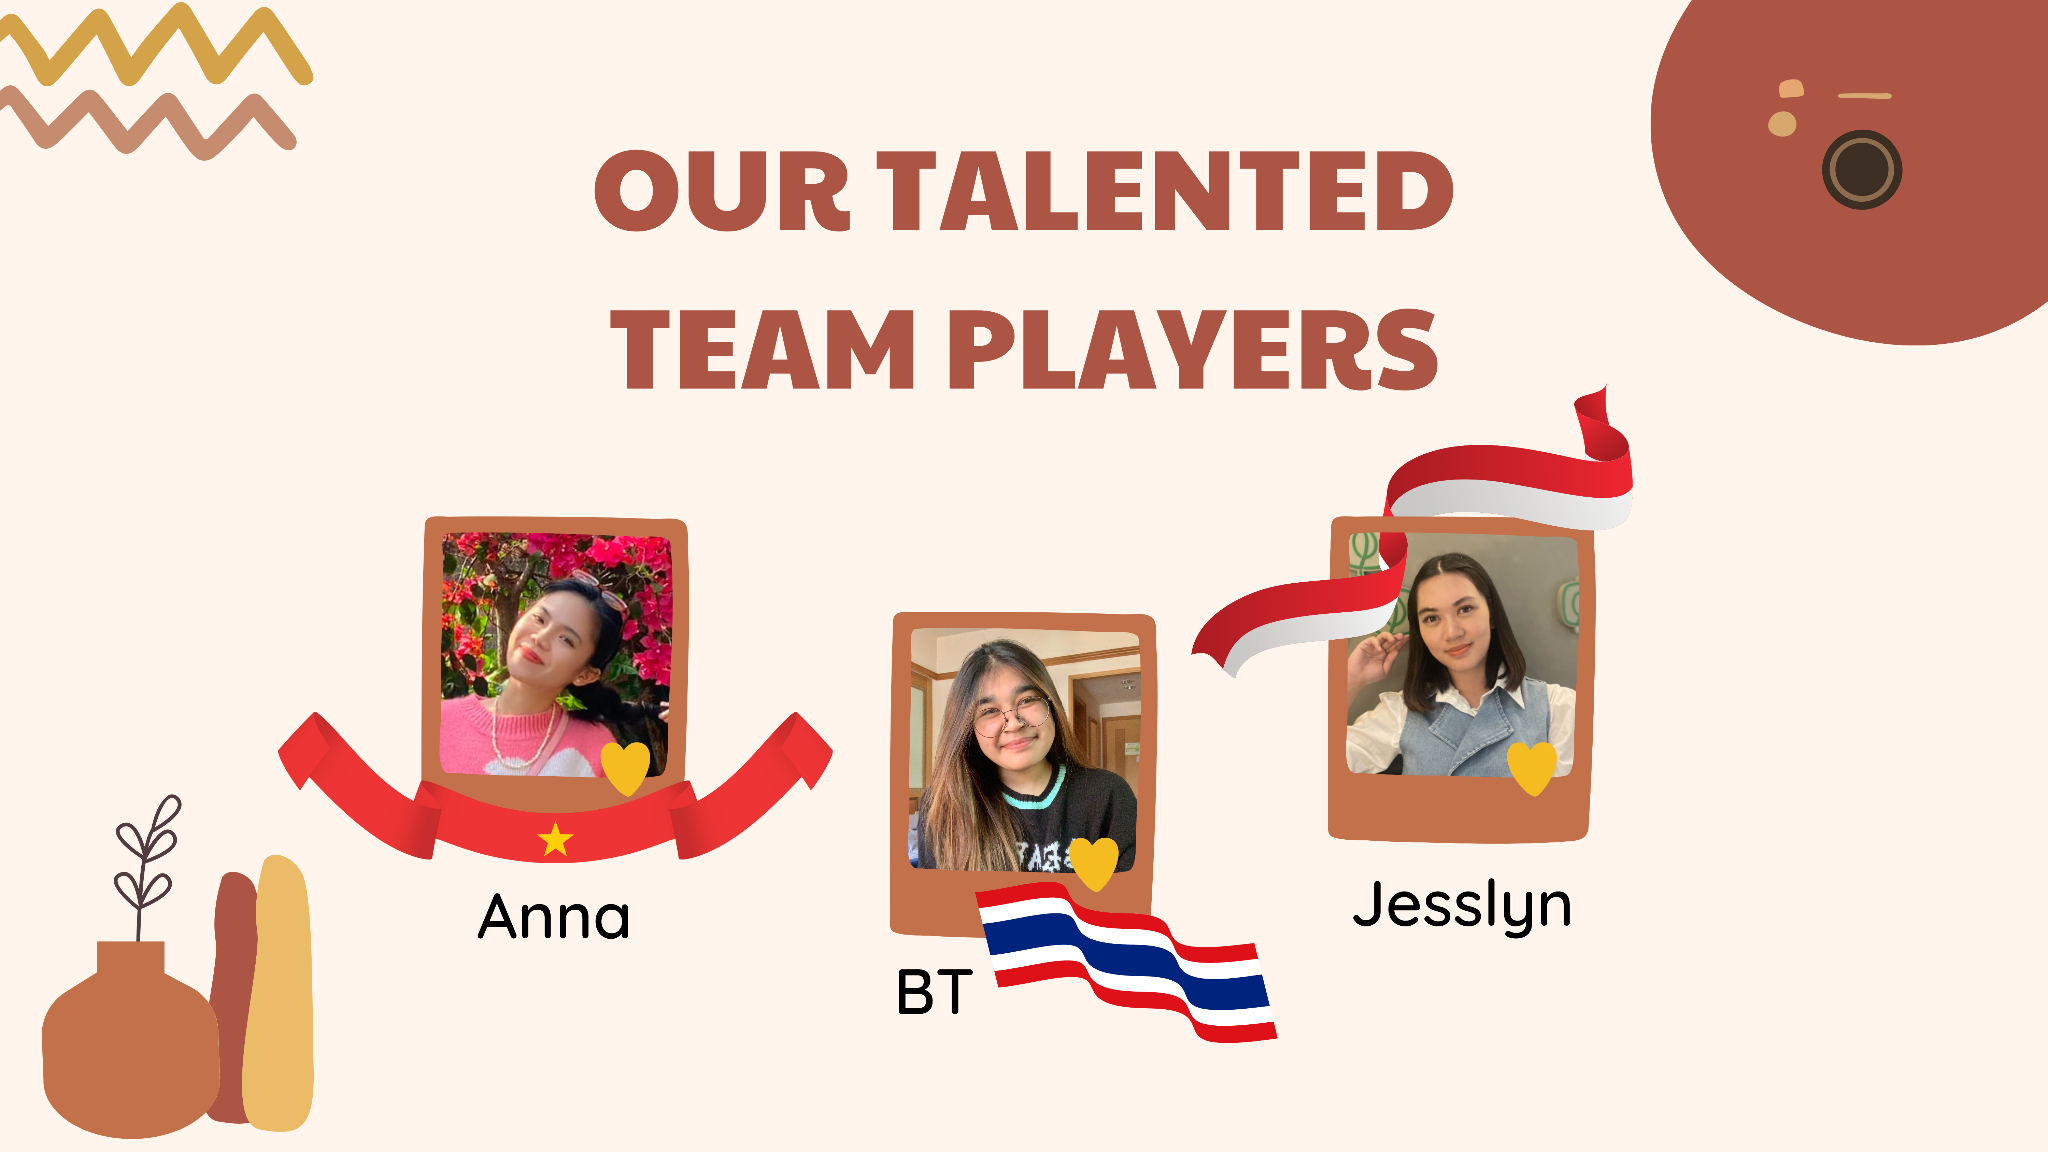 OUR TALENTED
TEAM PLAYERS
Anna
BT
Jesslyn